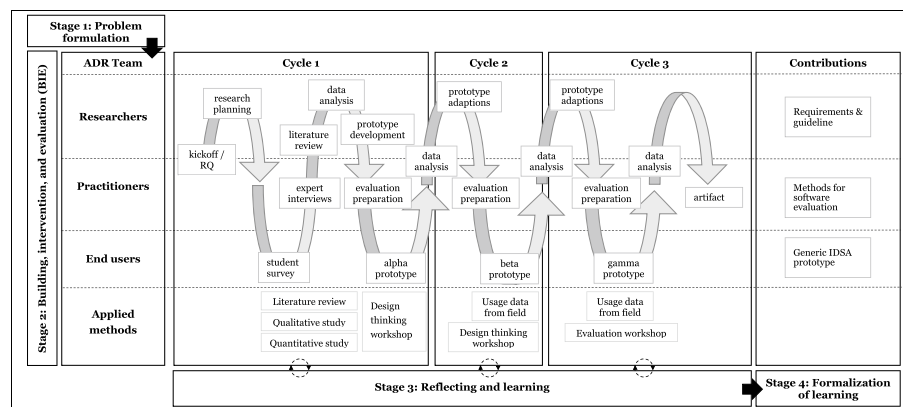 Stage 1: Problem
formulation
Stage 2: Building, intervention, and evaluation (BIE)
ADR Team
Cycle 1
Cycle 2
Cycle 3
Contributions
Researchers
research
planning
kickoff /
RQ
data
analysis
literature
review
prototype
development
data
analysis
prototype
adaptions
data
analysis
prototype
adaptions
data
analysis
Requirements &
guideline
Practitioners
expert
interviews
evaluation
preparation
evaluation
preparation
evaluation
preparation
artifact
Methods for
software
evaluation
End users
student
survey
alpha
prototype
beta
prototype
gamma
prototype
Generic IDSA
prototype
Applied
methods
Literature review
Qualitative study
Quantitative study
Design
thinking
workshop
Usage data
from field
Design thinking
workshop
Usage data
from field
Evaluation workshop
Stage 3: Reflecting and learning
Stage 4: Formalization
of learning